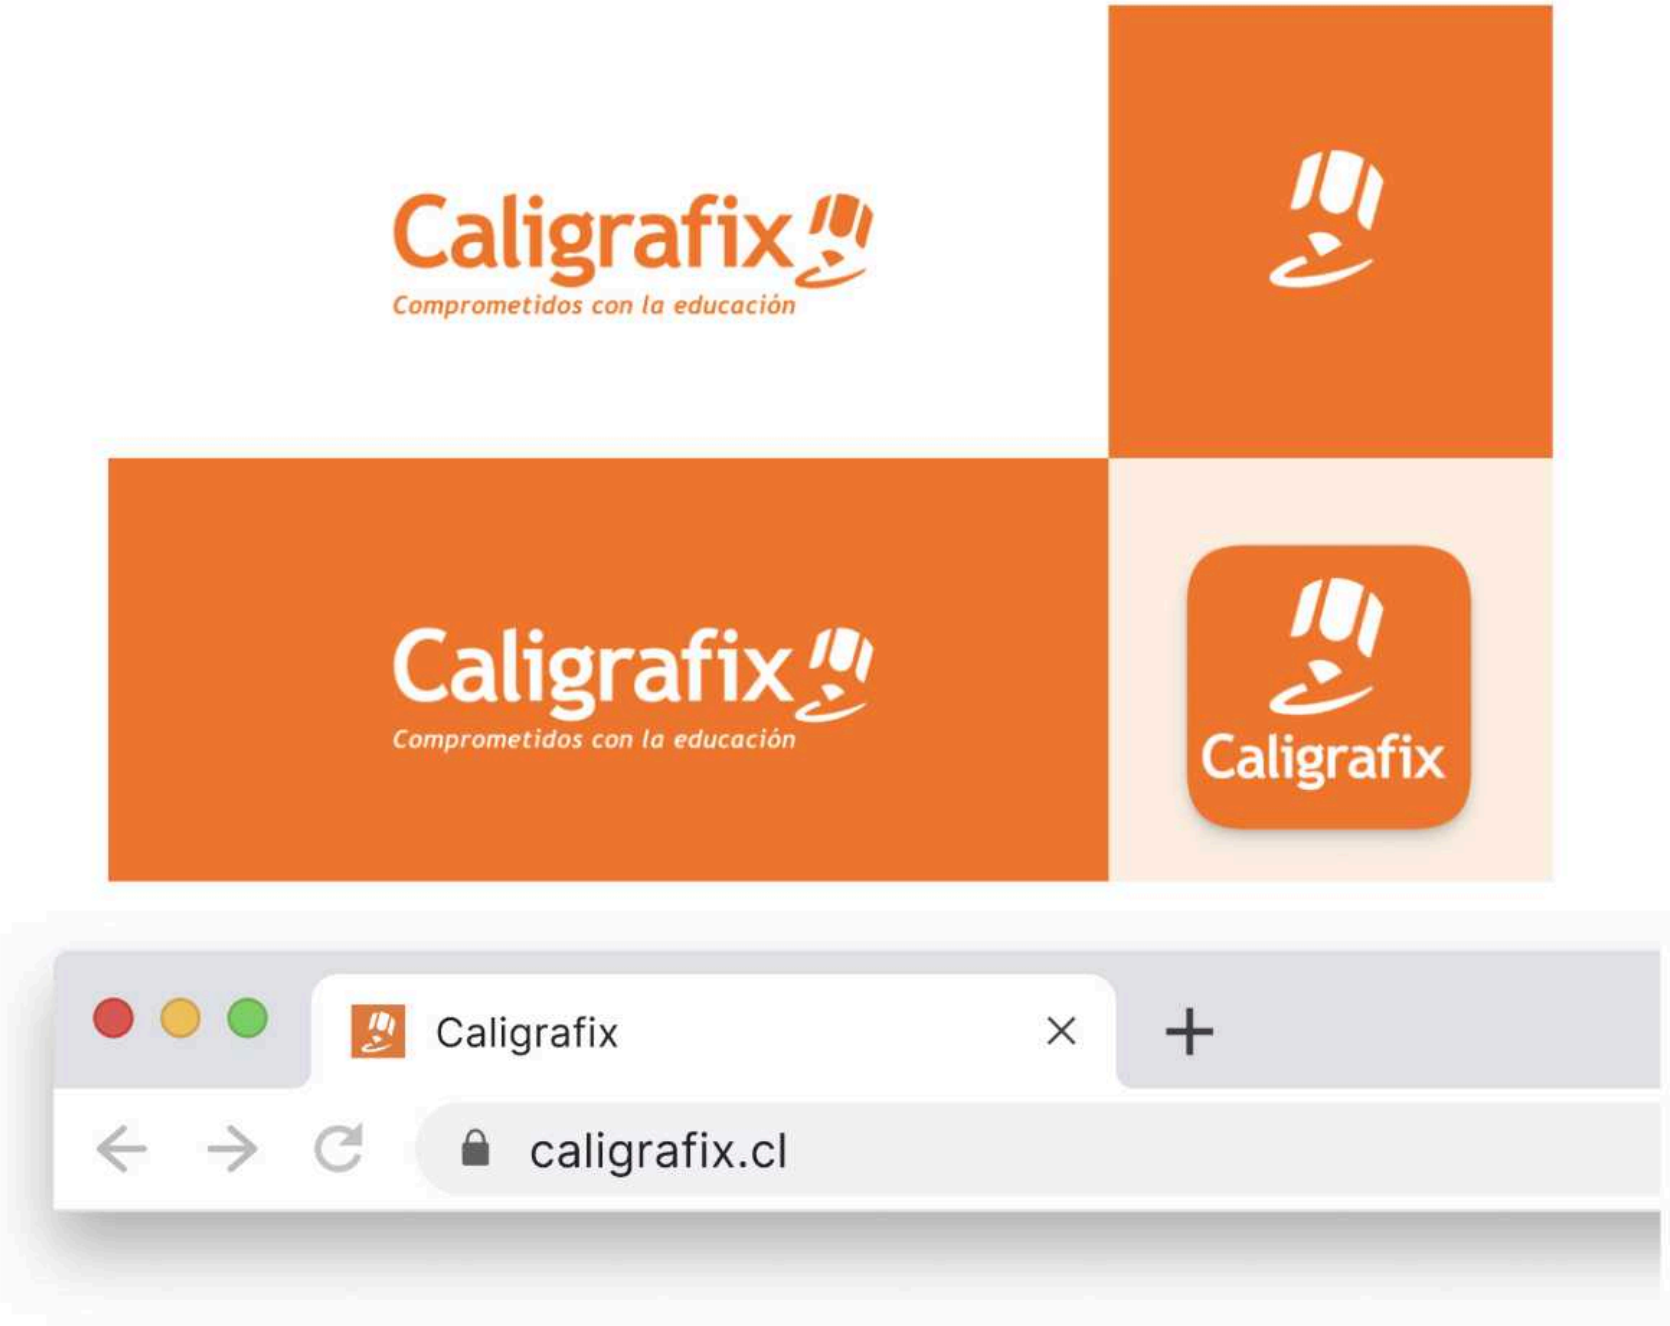 Caligrafix
Comprometidos con la educación
Caligrafix
Comprometidos con la educación
Caligrafix
Caligrafix
caligrafix.cl